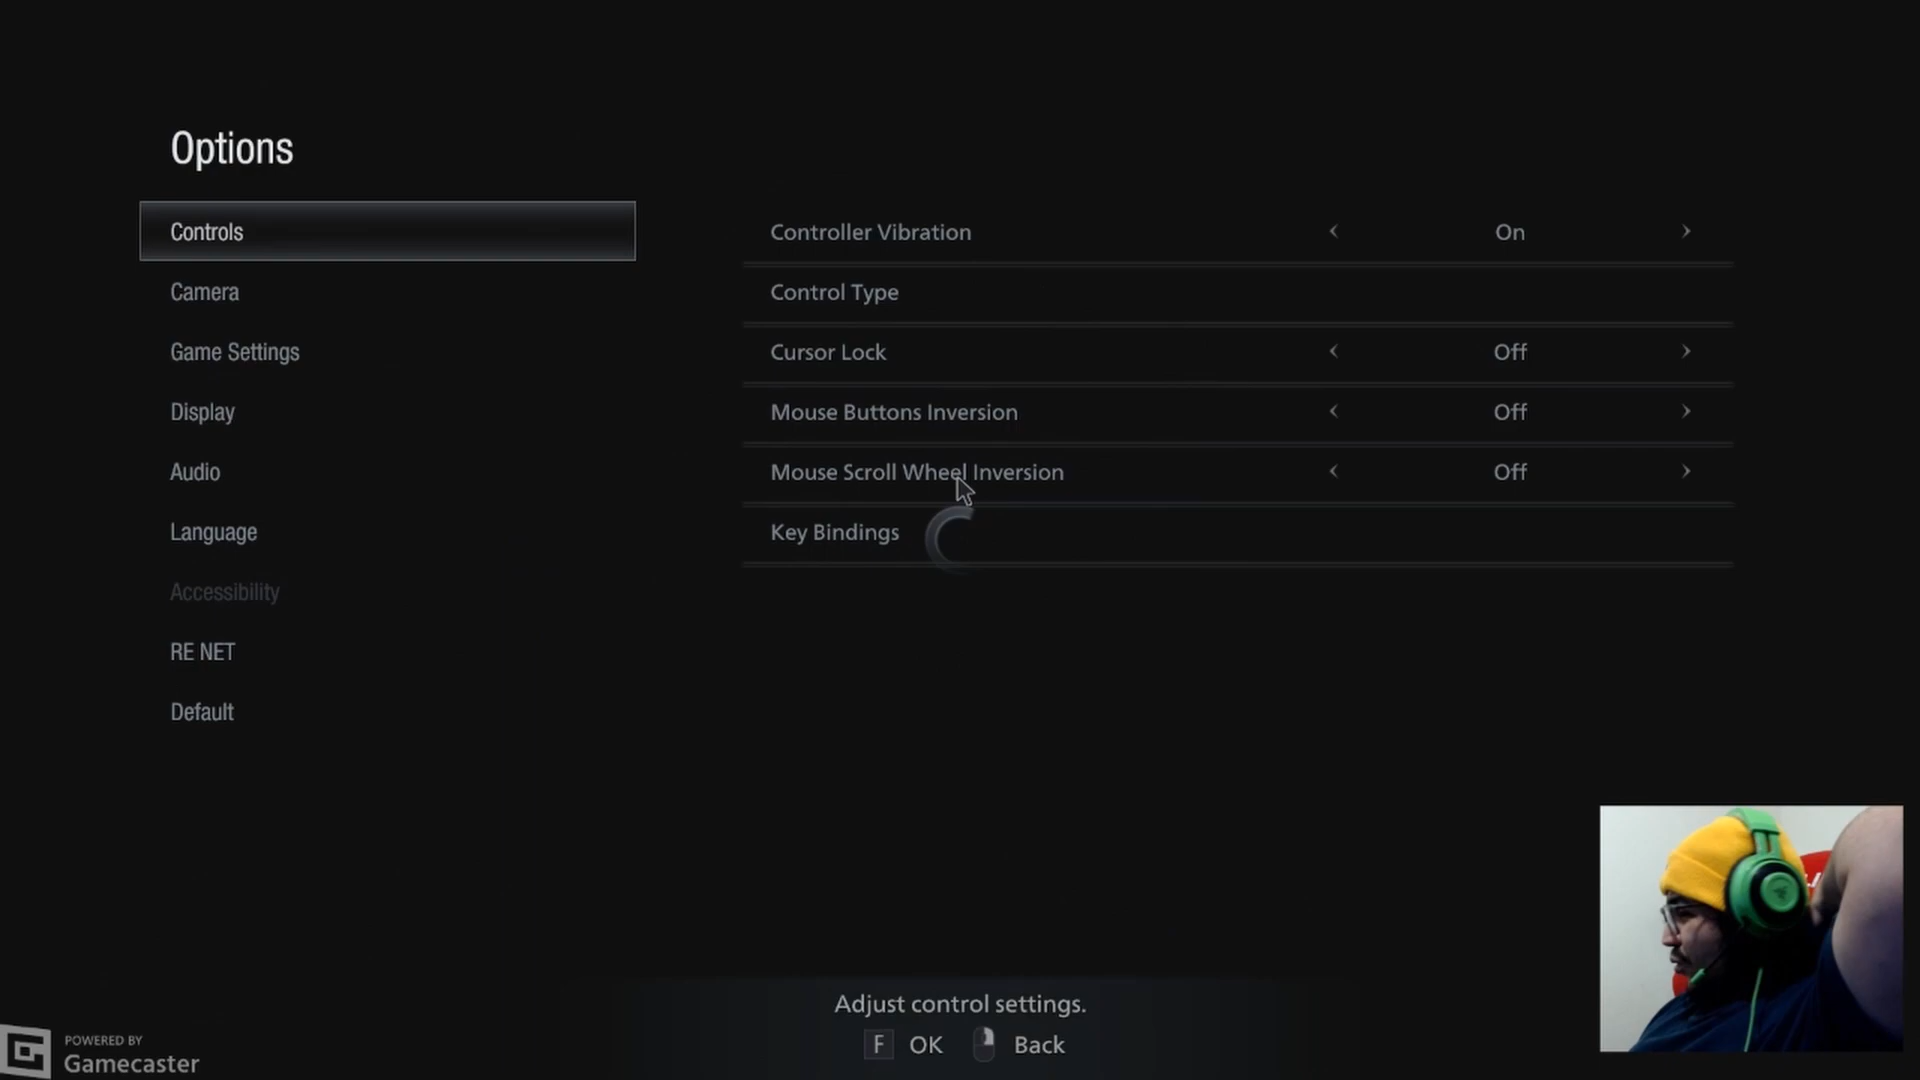 Options
Controls
Camera
Game Settings
Display
Audio
Language
Accessibility
RE NET
Default
Controller Vibration < On >
Control Type
Cursor Lock < Off >
Mouse Buttons Inversion < Off >
Mouse Scroll Wheel Inversion < Off >
Key Bindings
Adjust control settings.
F OK Back
POWERED BY
Gamecaster